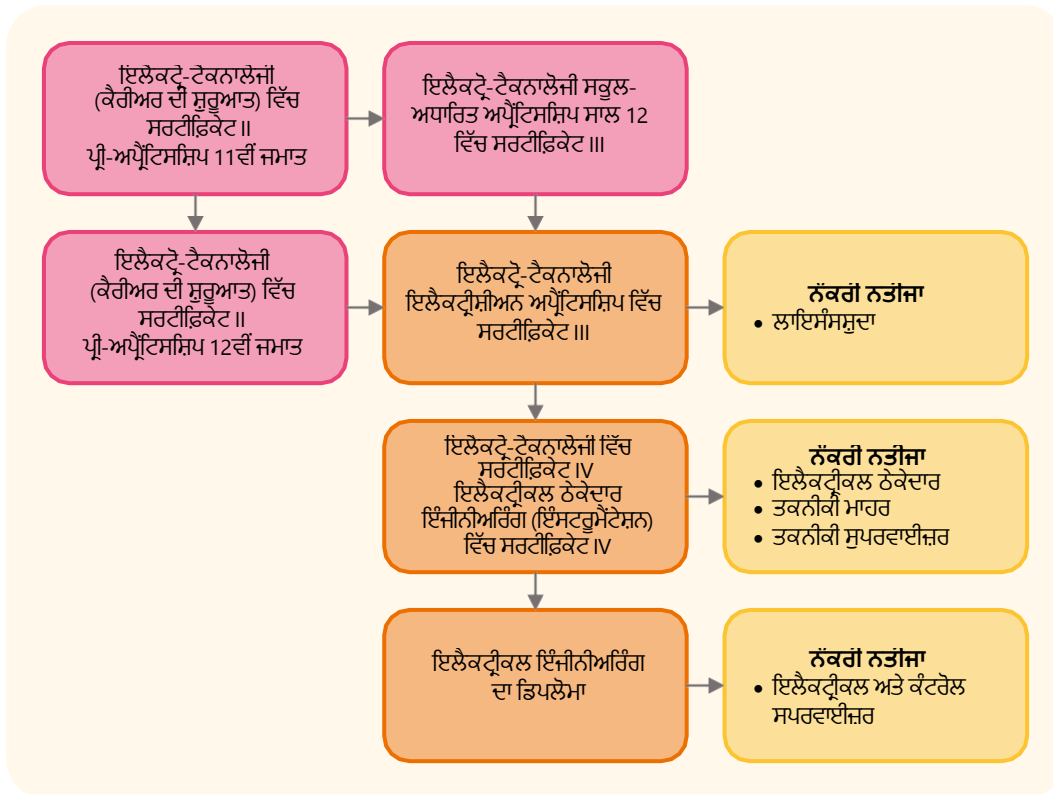 ਇਲੈਕਟ੍ਰੋ-ਟੈਕਨਾਲੋਜੀ
(ਕੈਰੀਅਰ ਦੀ ਸ਼ੁਰੂਆਤ) ਵਿੱਚ
ਸਰਟੀਫ਼ਿਕੇਟ II
ਪ੍ਰੀ-ਅਪ੍ਰੈਂਟਿਸਸ਼ਿਪ 11ਵੀਂ ਜਮਾਤ
ਇਲੈਕਟ੍ਰੋ-ਟੈਕਨਾਲੋਜੀ ਸਕੂਲ-
ਅਧਾਰਿਤ ਅਪ੍ਰੈਂਟਿਸਸ਼ਿਪ ਸਾਲ 12
ਵਿੱਚ ਸਰਟੀਫ਼ਿਕੇਟ III
ਇਲੈਕਟ੍ਰੋ-ਟੈਕਨਾਲੋਜੀ
(ਕੈਰੀਅਰ ਦੀ ਸ਼ੁਰੂਆਤ) ਵਿੱਚ
ਸਰਟੀਫ਼ਿਕੇਟ II
ਪ੍ਰੀ-ਅਪ੍ਰੈਂਟਿਸਸ਼ਿਪ 12ਵੀਂ ਜਮਾਤ
ਇਲੈਕਟ੍ਰੋ-ਟੈਕਨਾਲੋਜੀ
ਇਲੈਕਟ੍ਰੀਸ਼ੀਅਨ ਅਪ੍ਰੈਂਟਿਸਸ਼ਿਪ ਵਿੱਚ
ਸਰਟੀਫ਼ਿਕੇਟ III
ਨੌਕਰੀ ਨਤੀਜਾ
• ਲਾਇਸੰਸਸ਼ੁਦਾ
ਇਲੈਕਟ੍ਰੋ-ਟੈਕਨਾਲੋਜੀ ਵਿੱਚ
ਸਰਟੀਫ਼ਿਕੇਟ IV
ਇਲੈਕਟ੍ਰੀਕਲ ਠੇਕੇਦਾਰ
ਇੰਜੀਨੀਅਰਿੰਗ (ਇੰਸਟਰੂਮੈਂਟੇਸ਼ਨ)
ਵਿੱਚ ਸਰਟੀਫ਼ਿਕੇਟ IV
ਨੌਕਰੀ ਨਤੀਜਾ
• ਇਲੈਕਟ੍ਰੀਕਲ ਠੇਕੇਦਾਰ
• ਤਕਨੀਕੀ ਮਾਹਰ
• ਤਕਨੀਕੀ ਸੁਪਰਵਾਈਜ਼ਰ
ਇਲੈਕਟ੍ਰੀਕਲ ਇੰਜੀਨੀਅਰਿੰਗ
ਦਾ ਡਿਪਲੋਮਾ
ਨੌਕਰੀ ਨਤੀਜਾ
• ਇਲੈਕਟ੍ਰੀਕਲ ਅਤੇ ਕੰਟਰੋਲ
ਸਪਰਵਾਈਜ਼ਰ